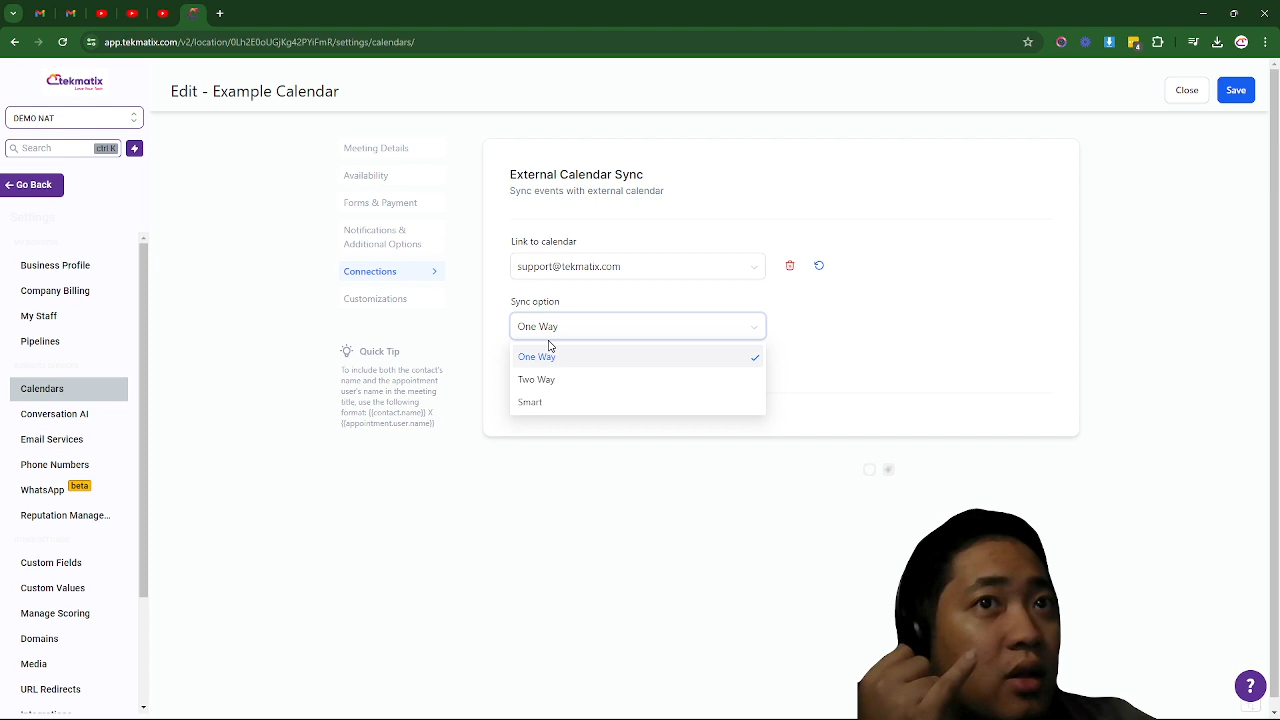 app.tekmatix.com/v2/location/0Lh2E0oUGjKg42PYiFmR/settings/calendars/
tekmatix
Love Your Tech
DEMO NAT
Search
ctrl K
Go Back
Settings
Business Profile
Company Billing
My Staff
Pipelines
Calendars
Conversation AI
Email Services
Phone Numbers
WhatsApp beta
Reputation Manage...
Custom Fields
Custom Values
Manage Scoring
Domains
Media
URL Redirects
Integrations
Edit - Example Calendar
Close
Save
Meeting Details
Availability
Forms & Payment
Notifications &
Additional Options
Connections
Customizations
Quick Tip
To include both the contact's
name and the appointment
user's name in the meeting
title, use the following
format: {{contact.name}} X
{{appointment.user.name}}
External Calendar Sync
Sync events with external calendar
Link to calendar
support@tekmatix.com
Sync option
One Way
One Way
Two Way
Smart
?